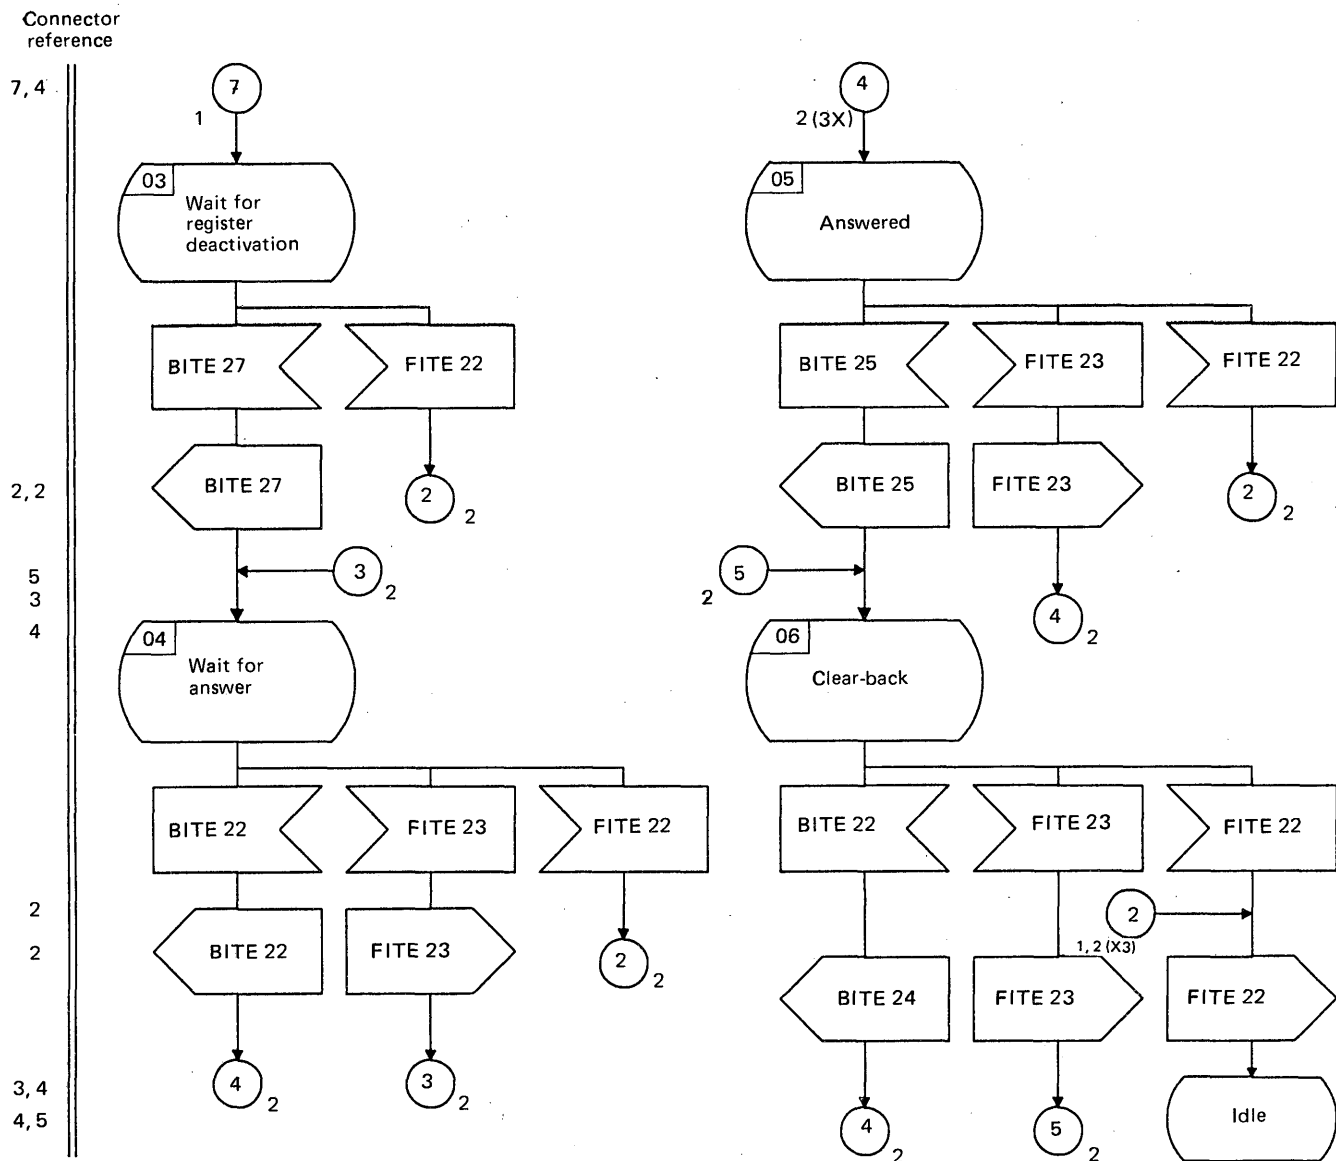 Connector
reference
7, 4
7
4
1
2 (3X)
03
Wait for
register
deactivation
05
Answered
BITE 27
FITE 22
BITE 25
FITE 23
FITE 22
BITE 27
BITE 25
FITE 23
2, 2
2
2
2
2
5
3
3
2
5
2
4
2
4
04
Wait for
answer
06
Clear-back
BITE 22
FITE 23
FITE 22
BITE 22
FITE 23
FITE 22
2
2
1, 2 (X3)
2
BITE 22
FITE 23
2
2
BITE 24
FITE 23
FITE 22
3, 4
4
2
3
2
4, 5
4
2
5
2
Idle